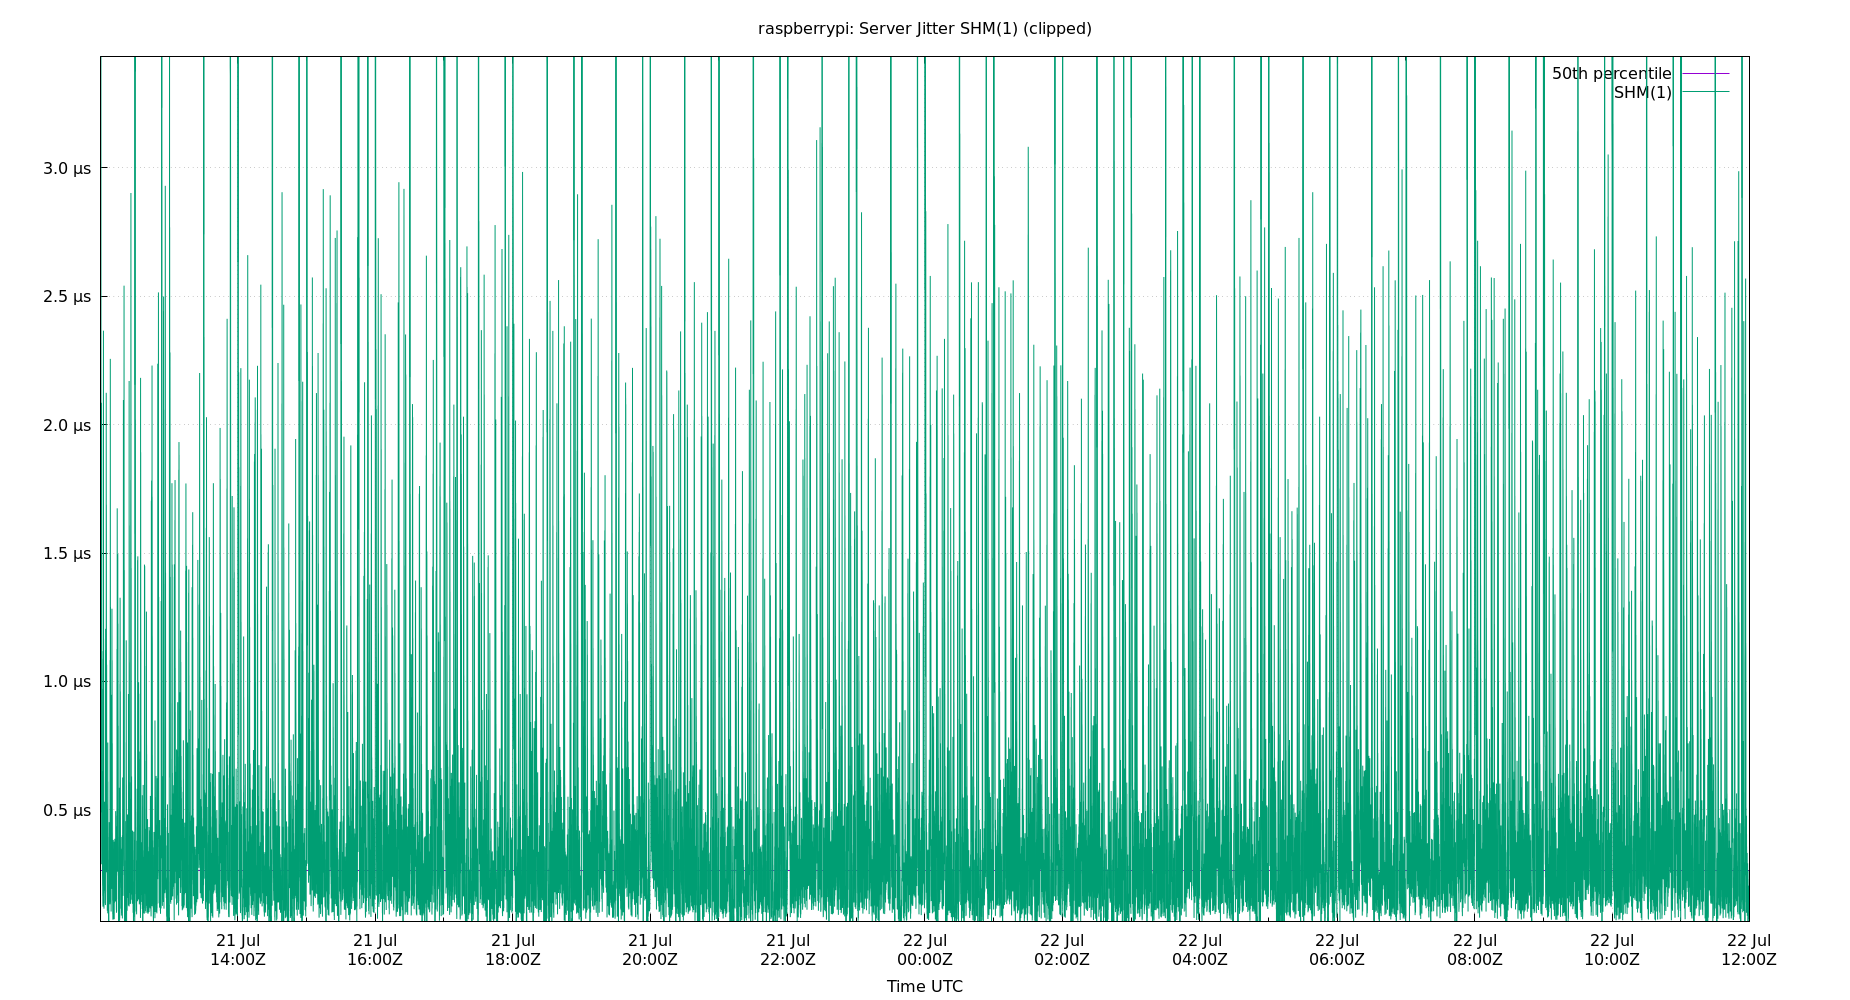 raspberrypi: Server Jitter SHM(1) (clipped)
50th percentile
SHM(1)
3.0 µs
2.5 µs
2.0 µs
1.5 µs
1.0 µs
0.5 µs
21 Jul 21 Jul 21 Jul 21 Jul 21 Jul 22 Jul 22 Jul 22 Jul 22 Jul 22 Jul 22 Jul 22 Jul
14:00Z 16:00Z 18:00Z 20:00Z 22:00Z 00:00Z 02:00Z 04:00Z 06:00Z 08:00Z 10:00Z 12:00Z
Time UTC